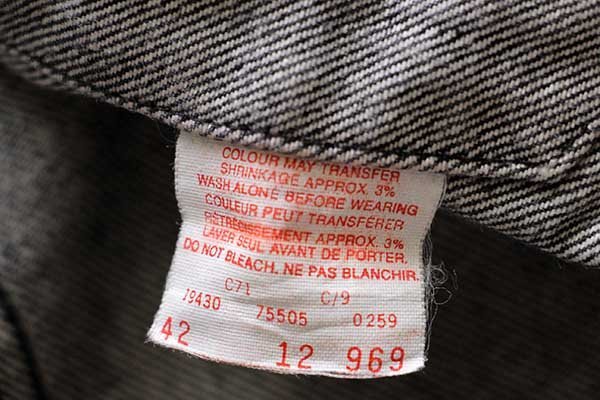 COLOUR MAY TRANSFER
SHRINKAGE APPROX. 3%
WASH ALONE BEFORE WEARING
COULEUR PEUT TRANSFÉRER
RÉTRÉCISSEMENT APPROX. 3%
LAVER SEUL AVANT DE PORTER.
DO NOT BLEACH. NE PAS BLANCHIR.
C71 C/9
79430 75505 0259
42 12 969